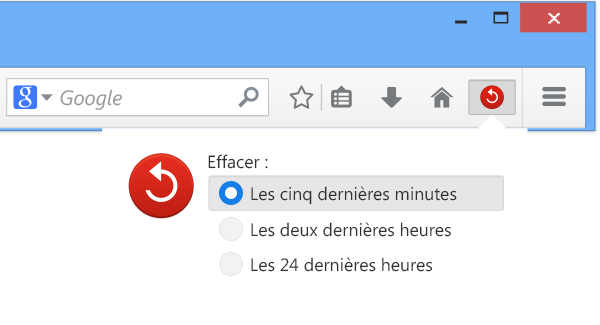 g Google
Effacer :
Les cinq dernières minutes
Les deux dernières heures
Les 24 dernières heures